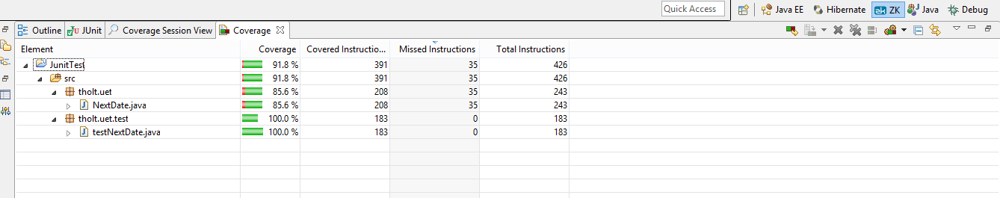 Quick Access Java EE Hibernate ZK Java Debug
Outline JUnit Coverage Session View Coverage
Element Coverage Covered Instructio... Missed Instructions Total Instructions
JunitTest 91.8 % 391 35 426
src 91.8 % 391 35 426
tholt.uet 85.6 % 208 35 243
NextDate.java 85.6 % 208 35 243
tholt.uet.test 100.0 % 183 0 183
testNextDate.java 100.0 % 183 0 183